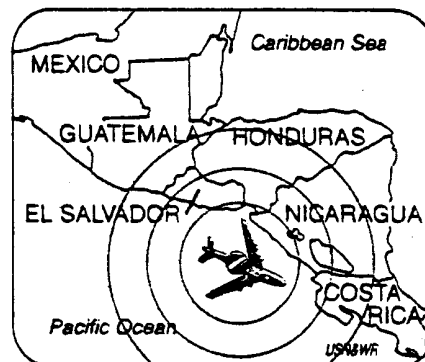 Caribbean Sea
MEXICO
GUATEMALA
HONDURAS
EL SALVADOR
NICARAGUA
COSTA
RICA
Pacific Ocean